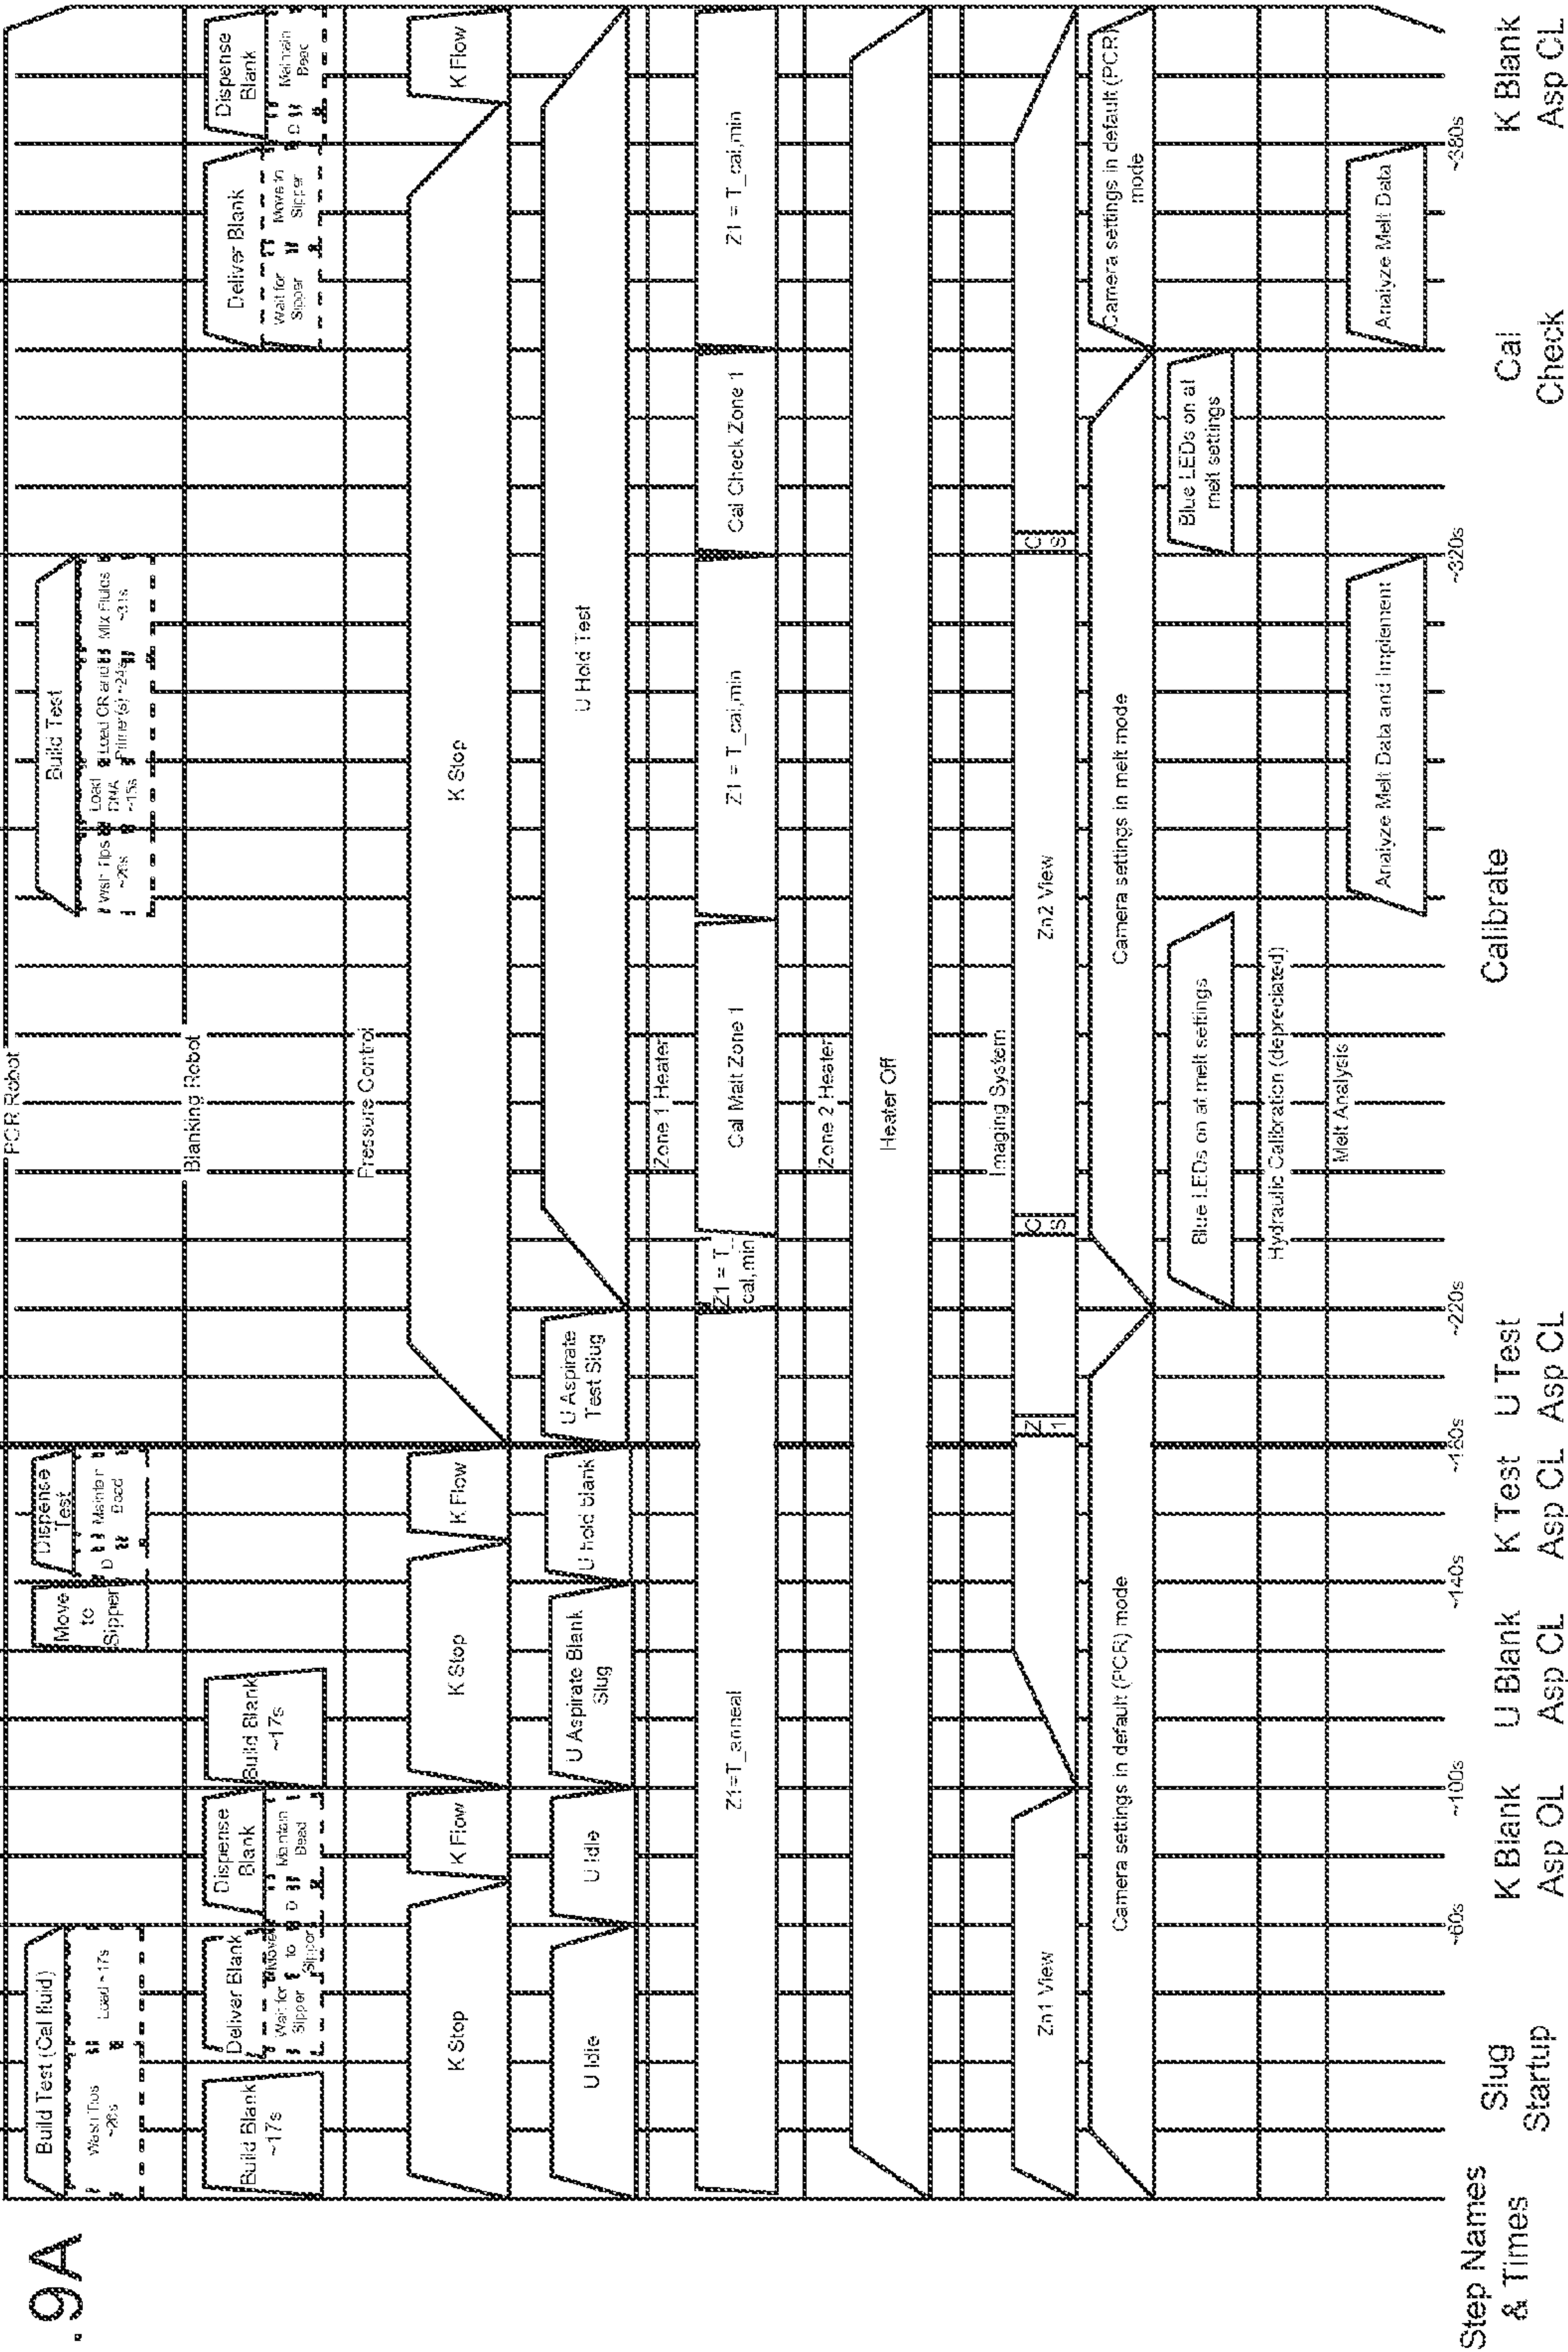 . 9A
PCR Robot
Build Test (Cal fluid)
Wash Tips
~26s
Load ~17s
Move
to
Sipper
Dispense
Test
D
Maintain
Bead
Build Test
Wsh Tips
~26s
Load
DNA
~15s
Load CR and
Primer(s) ~24s
Mix Fluids
~31s
Blanking Robot
Build Blank
~17s
Deliver Blank
Wait for
Sipper
Move
to
Sipper
Dispense
Blank
D
Maintain
Bead
Build Blank
~17s
Deliver Blank
Wait for
Sipper
Move to
Sipper
Dispense
Blank
D
Maintain
Bead
Pressure Control
K Stop
K Flow
K Stop
K Flow
K Stop
K Flow
U Idle
U Idle
U Aspirate Blank
Slug
U hold blank
U Aspirate
Test Slug
U Hold Test
Zone 1 Heater
Z1=T_anneal
Z1 = T_
cal,min
Cal Malt Zone 1
Z1 = T_cal,min
Cal Check Zone 1
Z1 = T_cal,min
Zone 2 Heater
Heater Off
Imaging System
Zn1 View
Z
1
C
S
Zn2 View
C
S
Camera settings in default (PCR) mode
Camera settings in melt mode
Camera settings in default (PCR)
mode
Blue LEDs on at melt settings
Blue LEDs on at
melt settings
Hydraulic Calibration (depreciated)
Melt Analysis
Analyze Melt Data and Implement
Analyze Melt Data
~60s
~100s
~140s
~180s
~220s
~320s
~380s
Step Names
& Times
Slug
Startup
K Blank
Asp OL
U Blank
Asp CL
K Test
Asp CL
U Test
Asp CL
Calibrate
Cal
Check
K Blank
Asp CL